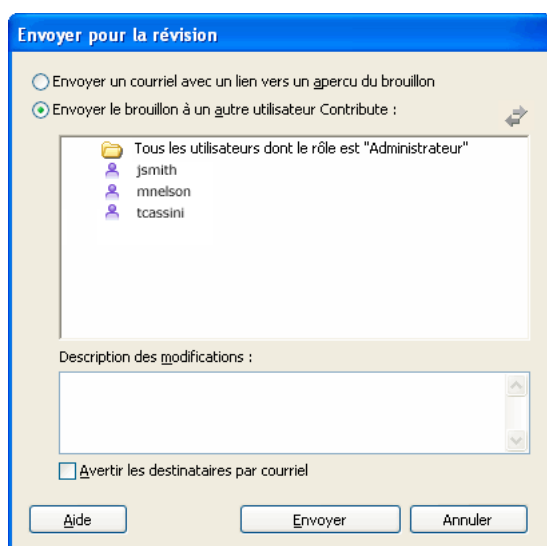 Envoyer pour la révision
Envoyer un courriel avec un lien vers un apercu du brouillon
Envoyer le brouillon à un autre utilisateur Contribute :
Tous les utilisateurs dont le rôle est "Administrateur"
jsmith
mnelson
tcassini
Description des modifications :
Avertir les destinataires par courriel
Aide
Envoyer
Annuler